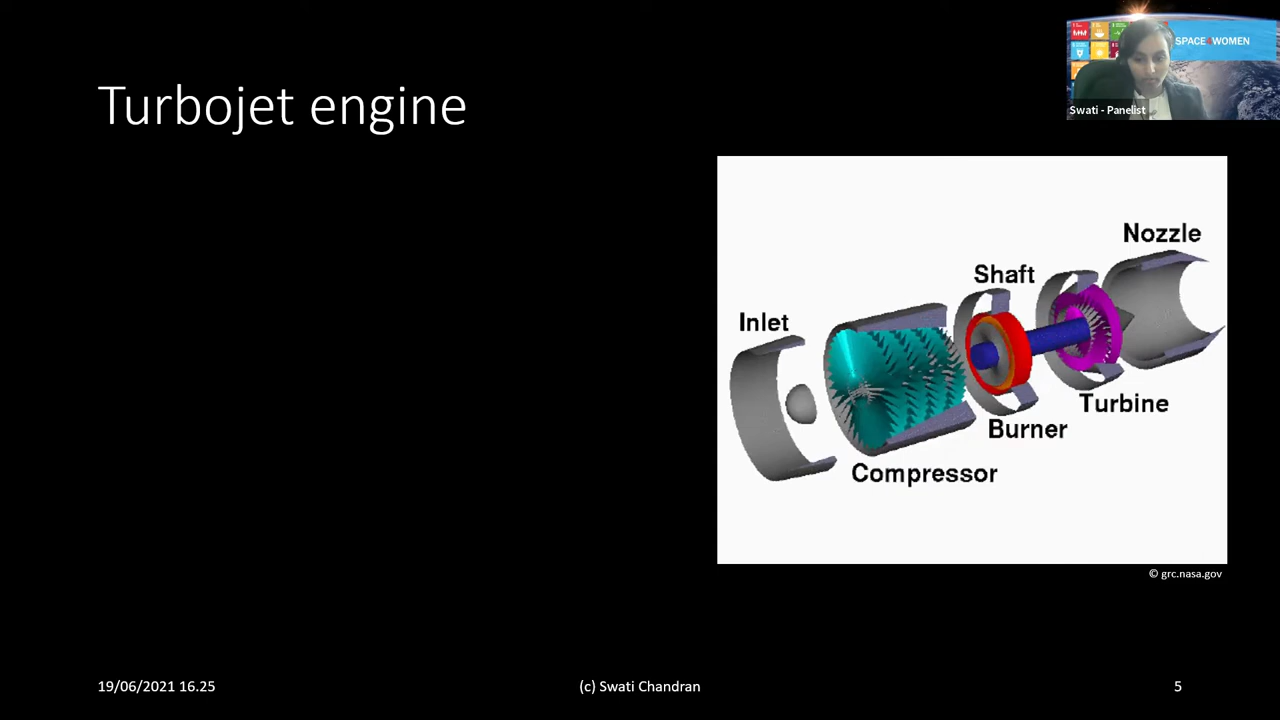 SPACE4WOMEN
Swati - Panelist
Turbojet engine
Nozzle
Shaft
Inlet
Turbine
Burner
Compressor
© grc.nasa.gov
19/06/2021 16.25
(c) Swati Chandran
5